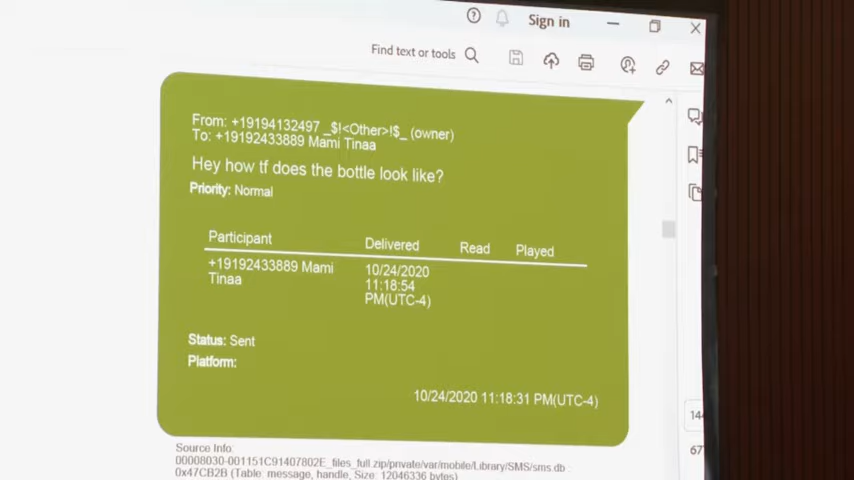 Sign in
Find text or tools
From: +19194132497 _$!<Other>!$_ (owner)
To: +19192433889 Mami Tinaa
Hey how tf does the bottle look like?
Priority: Normal
Participant Delivered Read Played
+19192433889 Mami Tinaa
10/24/2020 11:18:54 PM(UTC-4)
Status: Sent
Platform:
10/24/2020 11:18:31 PM(UTC-4)
Source Info:
00008030-001151C91407802E_files_full.zip/private/var/mobile/Library/SMS/sms.db :
0x47CB2B (Table: message, handle, Size: 12046336 bytes)